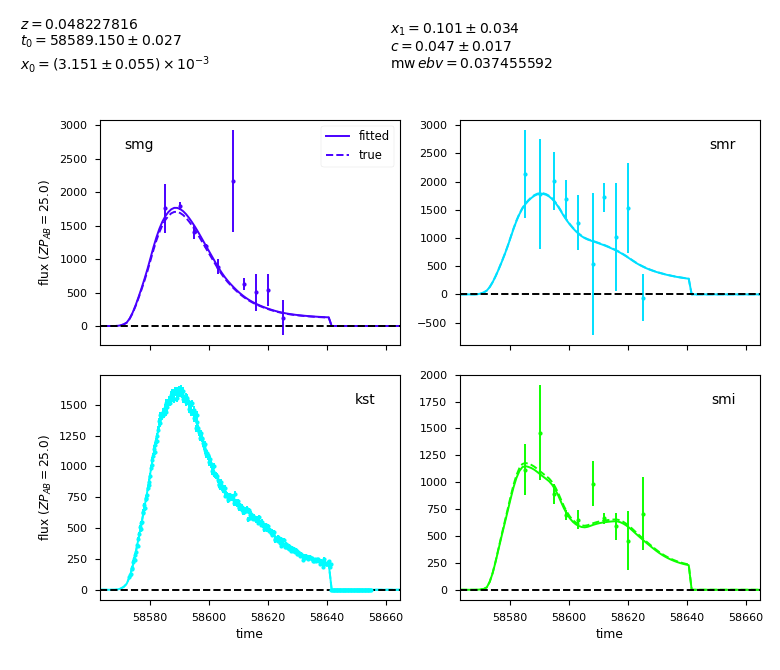 z = 0.048227816
t₀ = 58589.150 ± 0.027
x₀ = (3.151 ± 0.055) × 10⁻³
x₁ = 0.101 ± 0.034
c = 0.047 ± 0.017
mw ebv = 0.037455592
smg
fitted
true
3000
2500
2000
1500
1000
500
0
flux (ZP_AB = 25.0)
smr
3000
2500
2000
1500
1000
500
0
−500
kst
1500
1250
1000
750
500
250
0
flux (ZP_AB = 25.0)
58580 58600 58620 58640 58660
time
smi
2000
1750
1500
1250
1000
750
500
250
0
58580 58600 58620 58640 58660
time